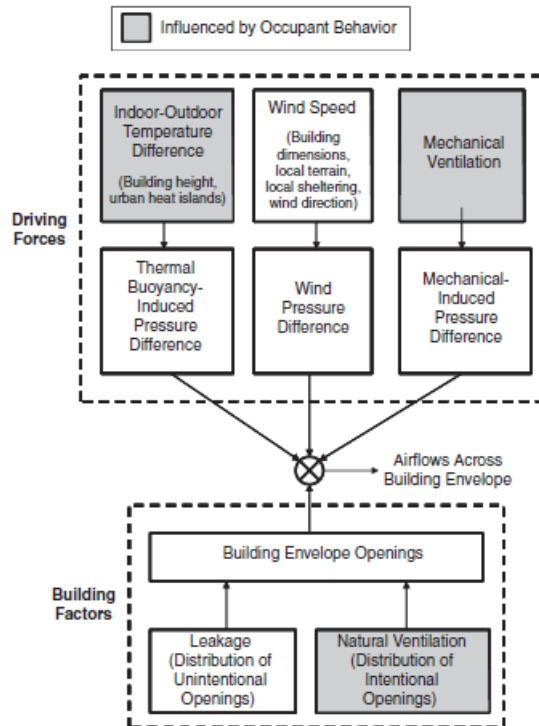 Influenced by Occupant Behavior
Driving
Forces
Indoor-Outdoor
Temperature
Difference
(Building height,
urban heat islands)
Wind Speed
(Building
dimensions,
local terrain,
local sheltering,
wind direction)
Mechanical
Ventilation
Thermal
Buoyancy-
Induced
Pressure
Difference
Wind
Pressure
Difference
Mechanical-
Induced
Pressure
Difference
Airflows Across
Building Envelope
Building
Factors
Building Envelope Openings
Leakage
(Distribution of
Unintentional
Openings)
Natural Ventilation
(Distribution of
Intentional
Openings)